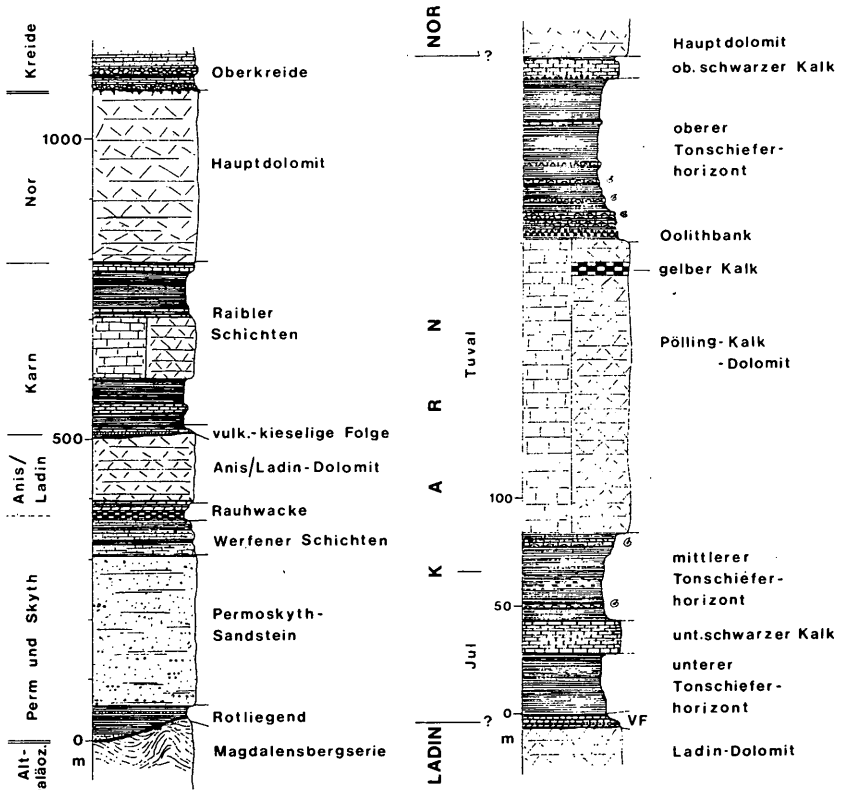 Kreide
Nor
Karn
Anis/
Ladin
Perm und Skyth
Alt-
aläoz.
1000
500
0
m
Oberkreide
Hauptdolomit
Raibler
Schichten
vulk.-kieselige Folge
Anis/Ladin-Dolomit
Rauhwacke
Werfener Schichten
Permoskyth-
Sandstein
Rotliegend
Magdalensbergserie
NOR
KARN
LADIN
Tuval
Jul
?
100
50
0
?
m
VF
Hauptdolomit
ob.schwarzer Kalk
oberer
Tonschiefer-
horizont
Oolithbank
gelber Kalk
Pölling-Kalk
-Dolomit
mittlerer
Tonschiefer-
horizont
unt.schwarzer Kalk
unterer
Tonschiefer-
horizont
Ladin-Dolomit